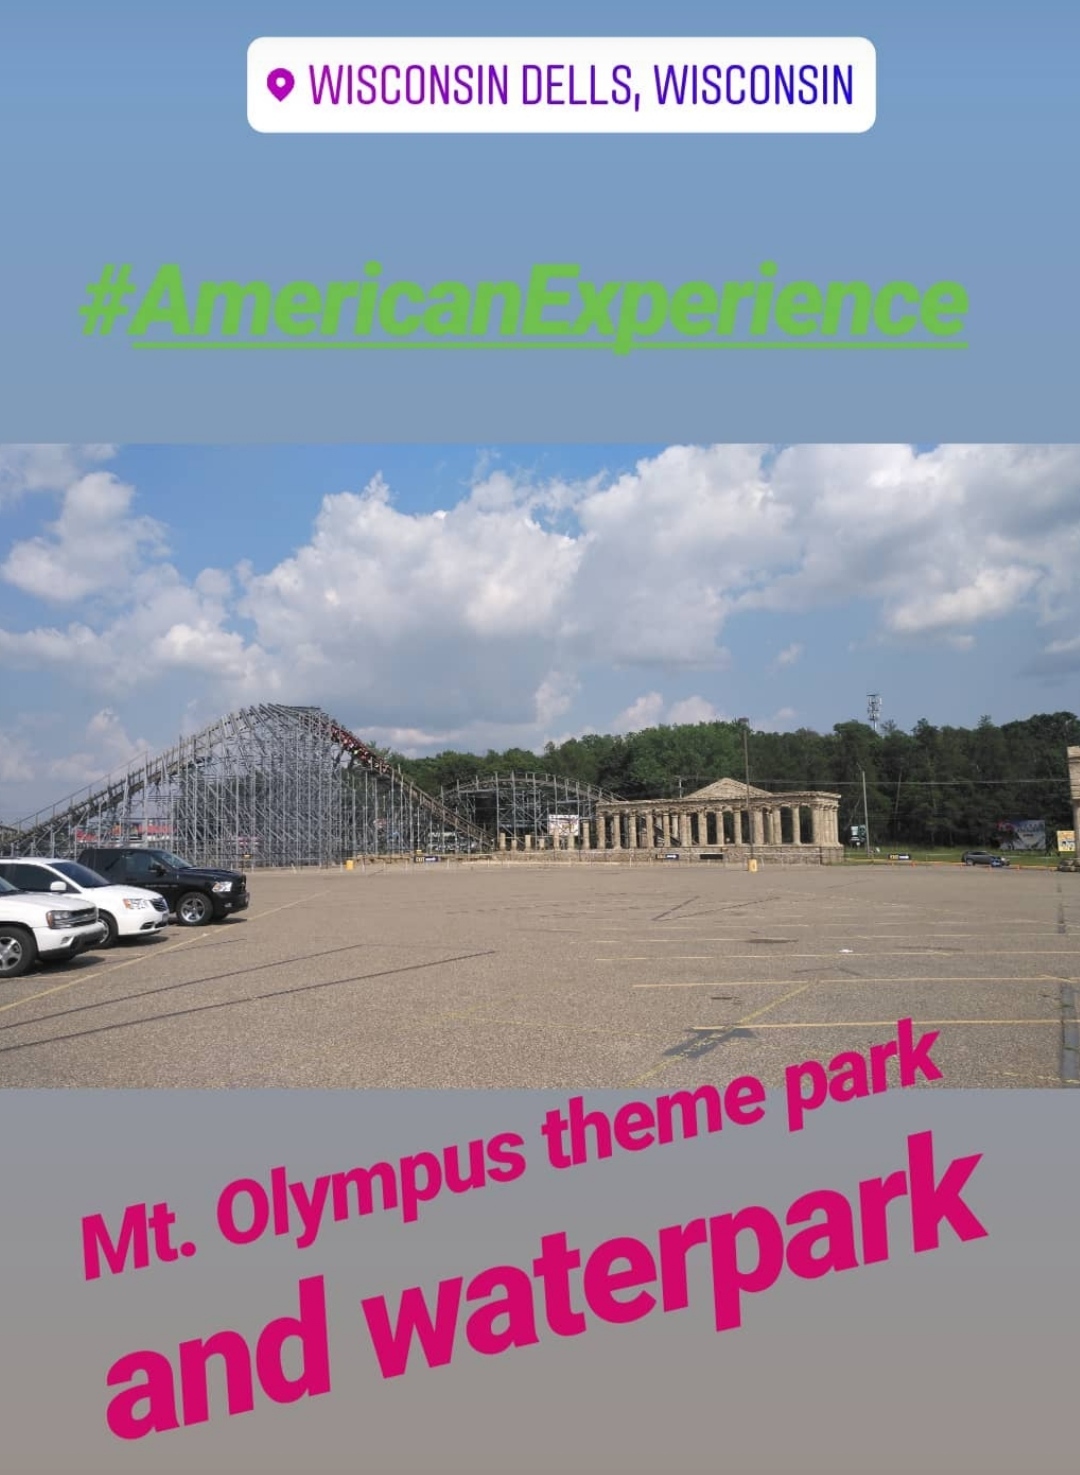 WISCONSIN DELLS, WISCONSIN
#AmericanExperience
Mt. Olympus theme park
and waterpark